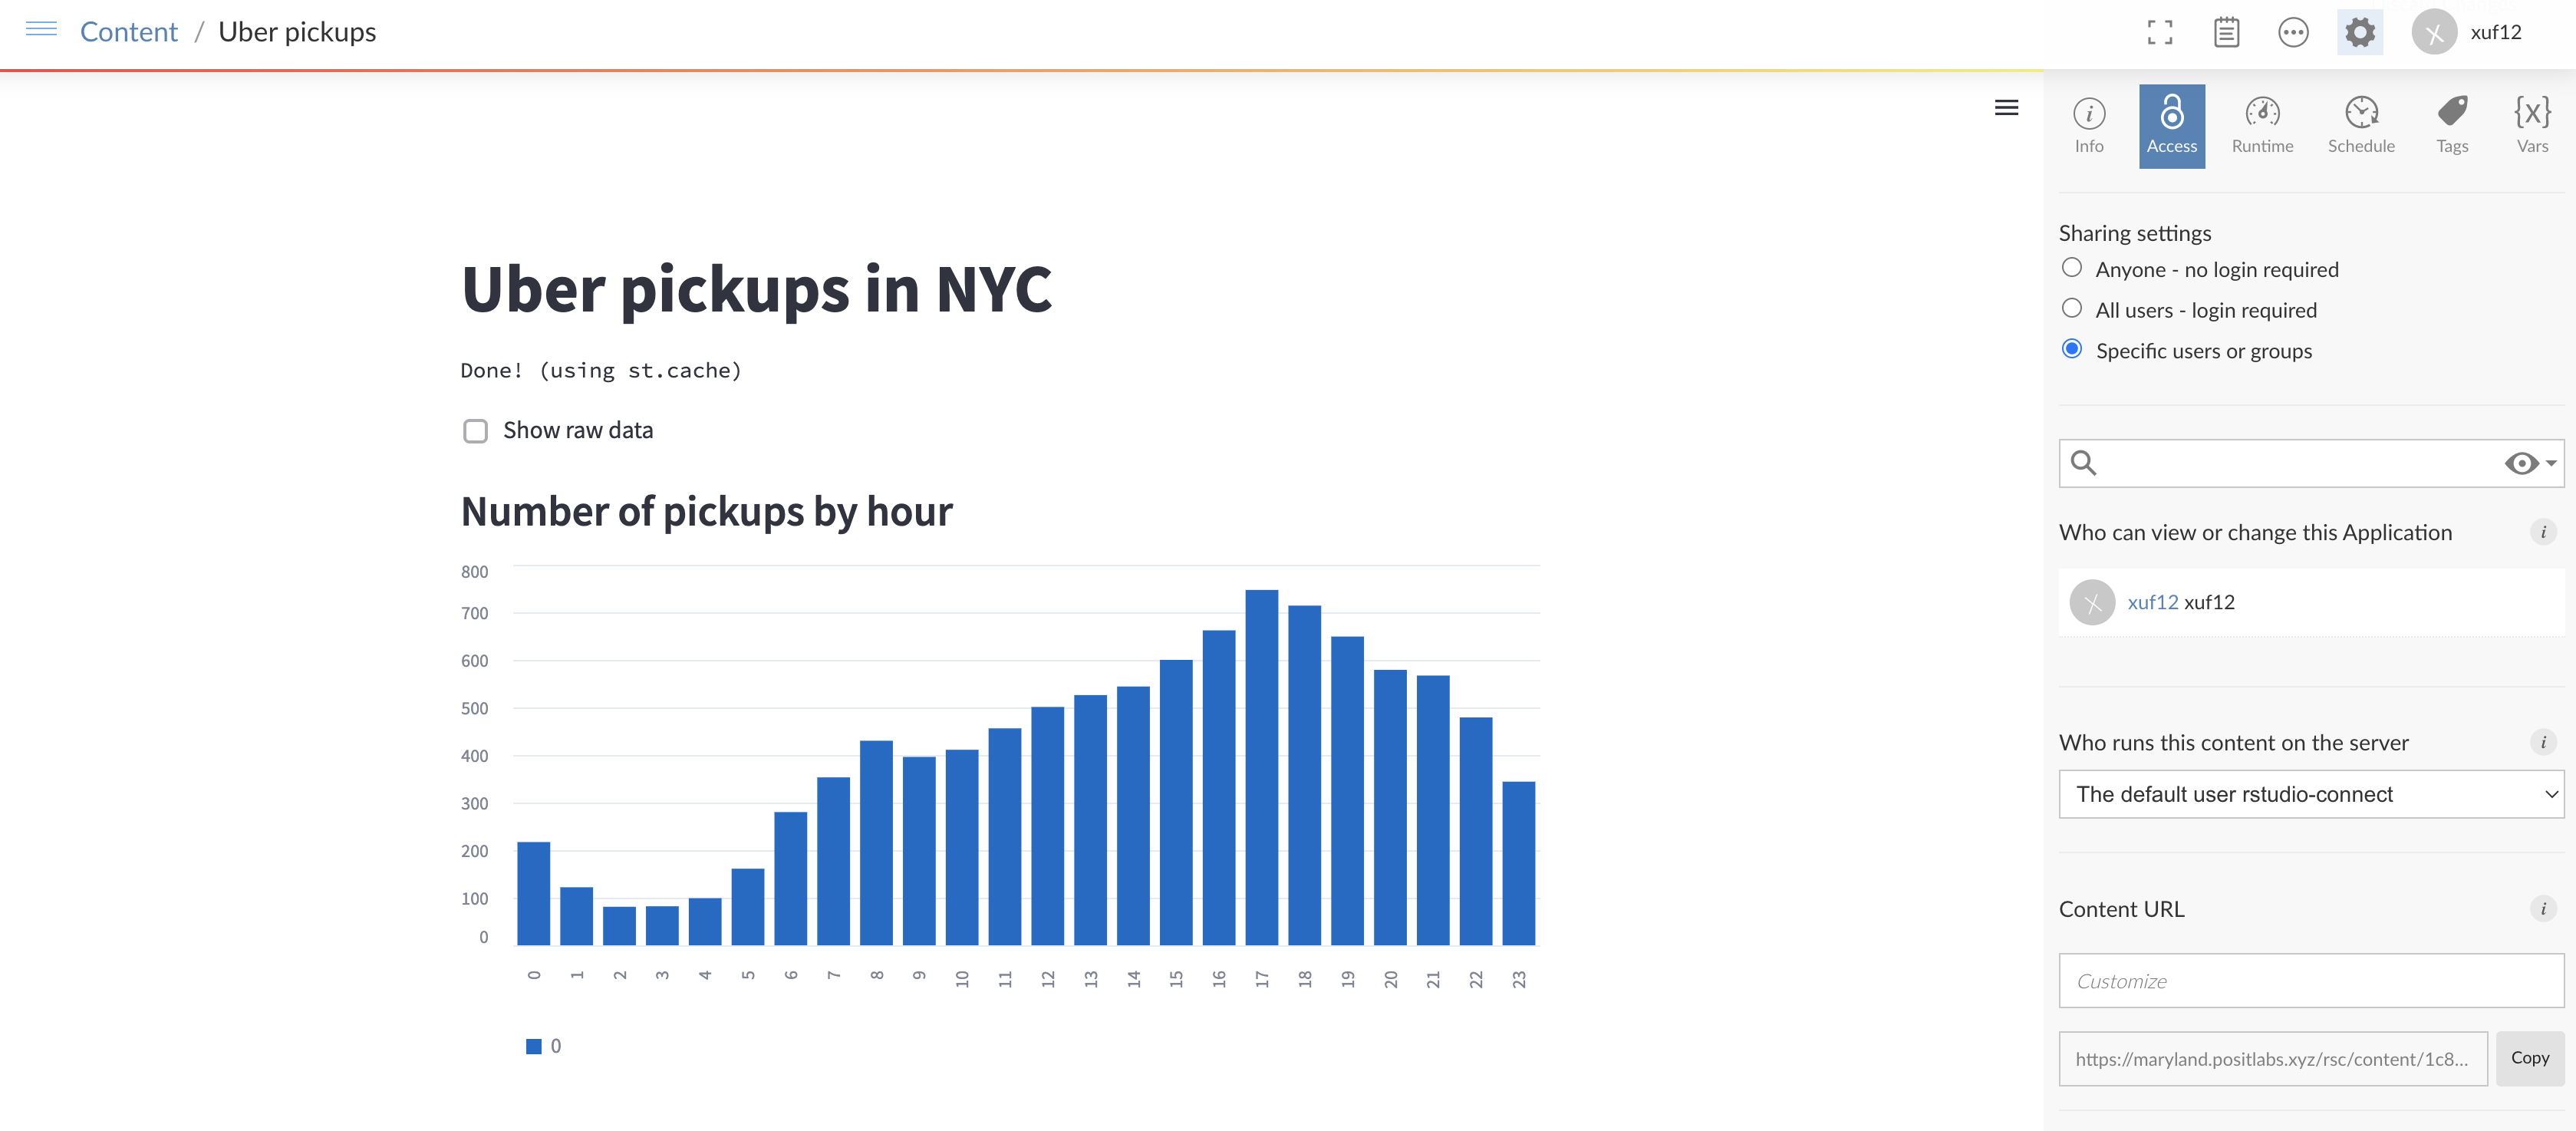 Content / Uber pickups
xuf12
Uber pickups in NYC
Done! (using st.cache)
Show raw data
Number of pickups by hour
800
700
600
500
400
300
200
100
0
0 1 2 3 4 5 6 7 8 9 10 11 12 13 14 15 16 17 18 19 20 21 22 23
0
Info Access Runtime Schedule Tags {x} Vars
Sharing settings
Anyone - no login required
All users - login required
Specific users or groups
Who can view or change this Application
X xuf12 xuf12
Who runs this content on the server
The default user rstudio-connect
Content URL
Customize
https://maryland.positlabs.xyz/rsc/content/1c8... Copy